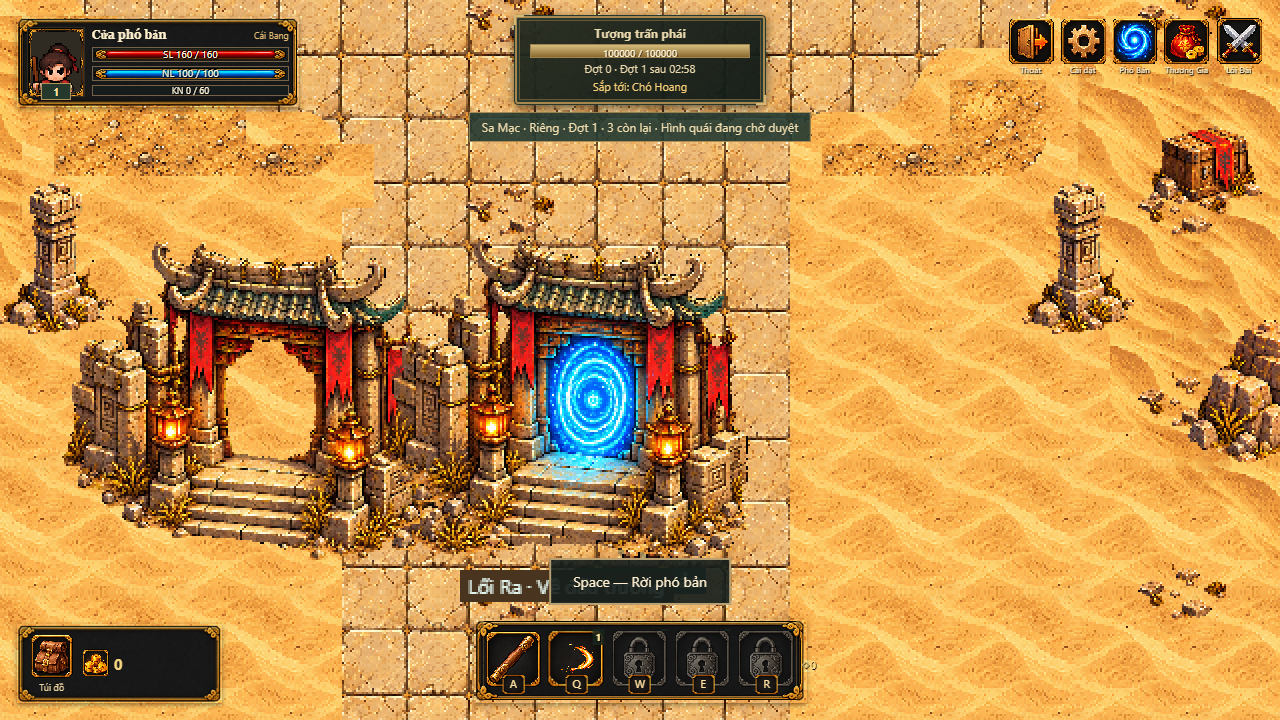 Cửa phó bản
Cái Bang
SL 160 / 160
NL 100 / 100
KN 0 / 60
1
Tượng trấn phái
100000 / 100000
Đợt 0 · Đợt 1 sau 02:58
Sắp tới: Chó Hoang
Thoát
Cài đặt
Phó Bản
Thương Gia
Lôi Đài
Sa Mạc · Riêng · Đợt 1 · 3 còn lại · Hình quái đang chờ duyệt
Lối Ra · V
Space — Rời phó bản
Túi đồ
0
1
A
Q
W
E
R